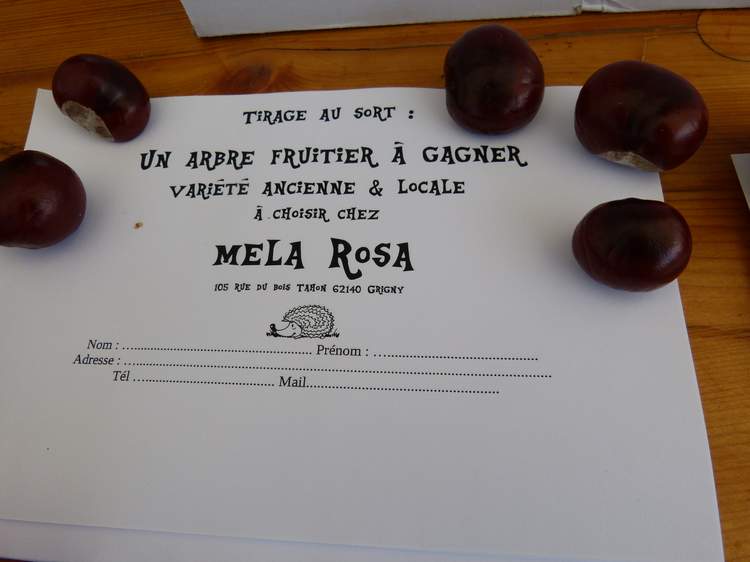 TIRAGE AU SORT :
UN ARBRE FRUITIER À GAGNER
VARIÉTÉ ANCIENNE & LOCALE
À CHOISIR CHEZ
MELA ROSA
105 RUE DU BOIS TAHON 62140 GRIGNY
Nom : ............................................................ Prénom : ....................................................
Adresse : ........................................................................................................................................
Tél ............................................ Mail............................................................